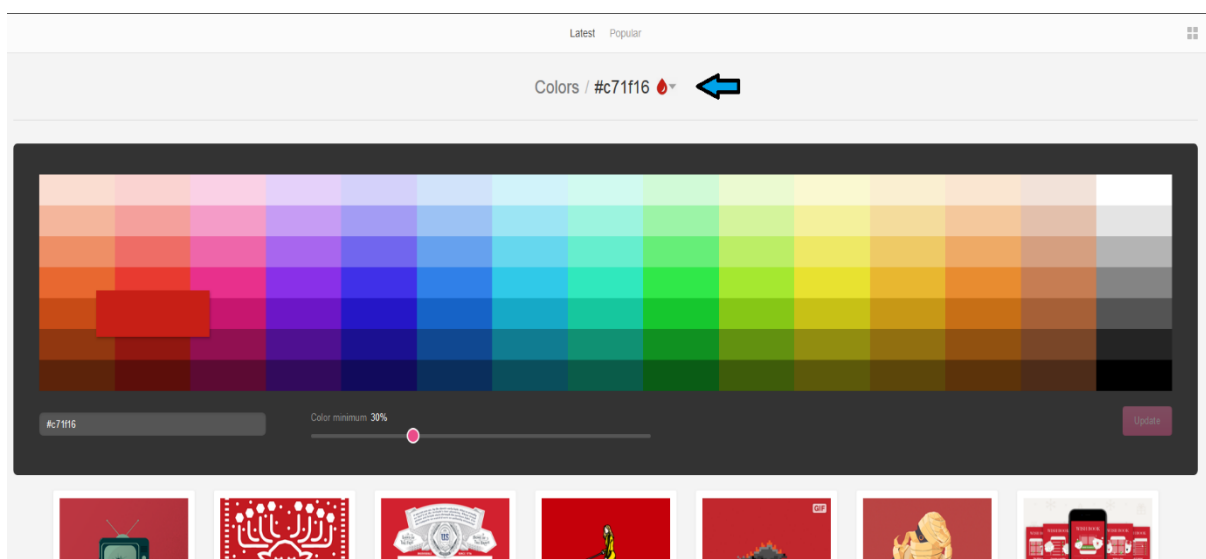 Latest Popular
Colors / #c71f16
#c71f16
Color minimum 30%
Update
GIF